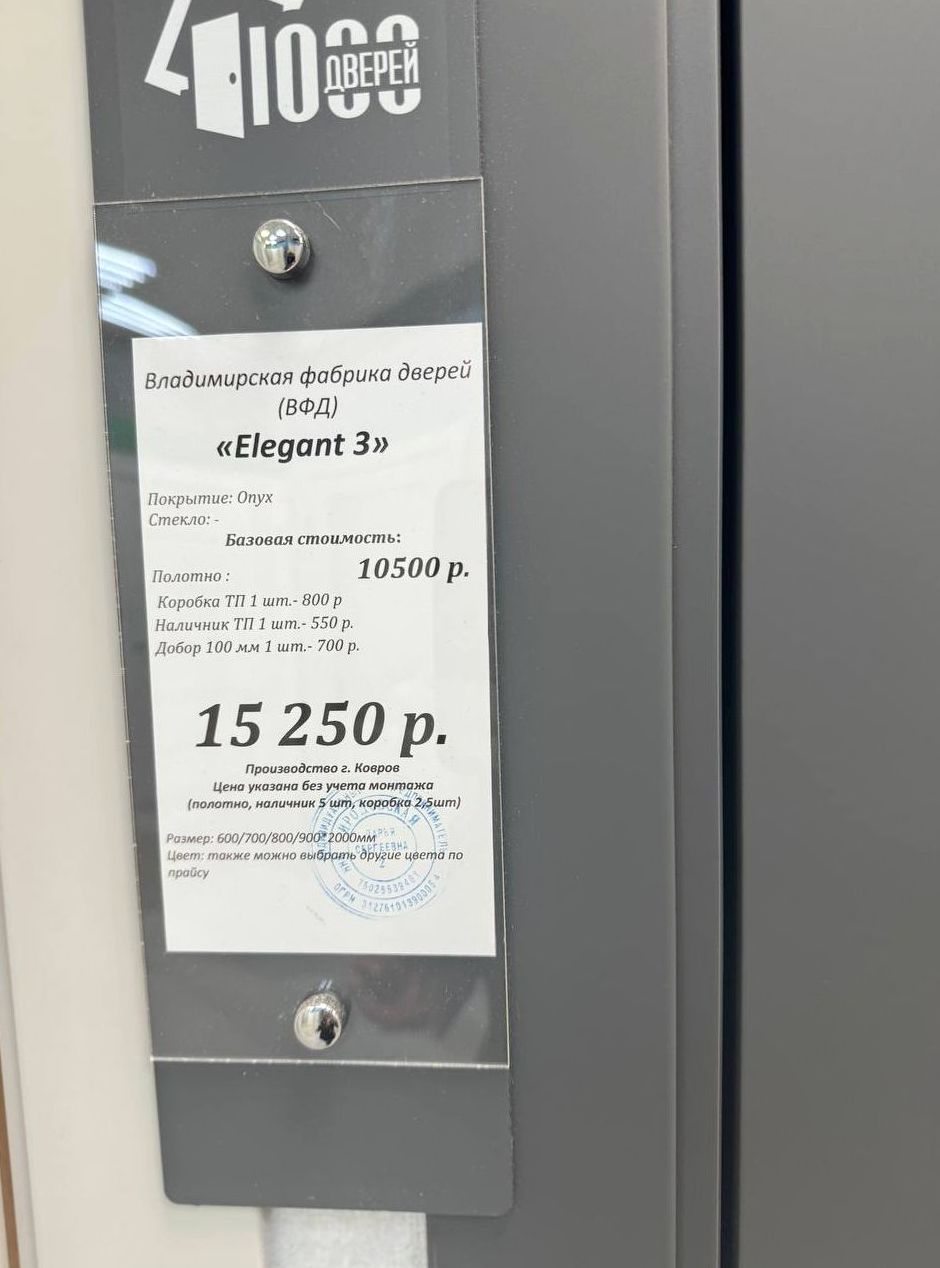 1000
ДВЕРЕЙ
Владимирская фабрика дверей
(ВФД)
«Elegant 3»
Покрытие: Onyx
Стекло: -
Базовая стоимость:
Полотно : 10500 р.
Коробка ТП 1 шт.- 800 р
Наличник ТП 1 шт.- 550 р.
Добор 100 мм 1 шт.- 700 р.
15 250 р.
Производство г. Ковров
Цена указана без учета монтажа
(полотно, наличник 5 шт, коробка 2,5шт)
Размер: 600/700/800/900*2000мм
Цвет: также можно выбрать другие цвета по
прайсу
СЕРГЕЕВНА
ОГРН